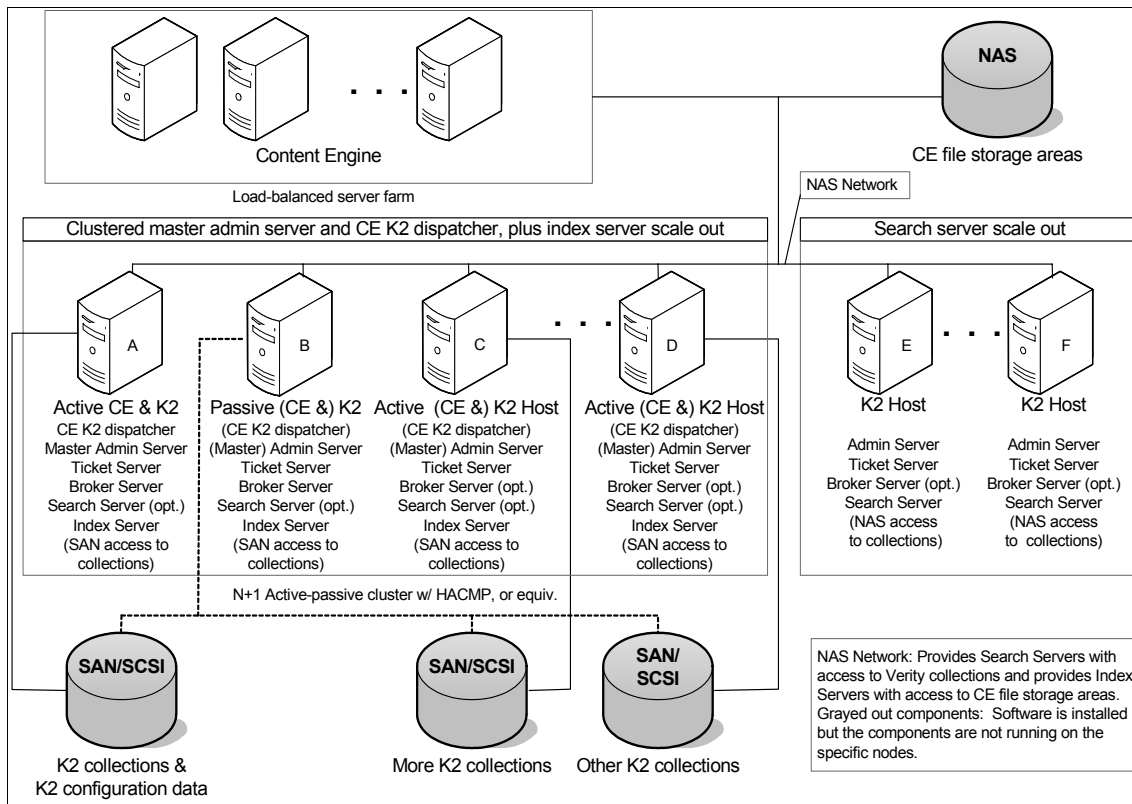 NAS
. . .
Content Engine
CE file storage areas
Load-balanced server farm
NAS Network
Clustered master admin server and CE K2 dispatcher, plus index server scale out
Search server scale out
A
B
C
. . .
D
E
. . .
F
Active CE & K2
CE K2 dispatcher
Master Admin Server
Ticket Server
Broker Server
Search Server (opt.)
Index Server
(SAN access to
collections)
Passive (CE &) K2
(CE K2 dispatcher)
(Master) Admin Server
Ticket Server
Broker Server
Search Server (opt.)
Index Server
(SAN access to
collections)
Active (CE &) K2 Host
(CE K2 dispatcher)
(Master) Admin Server
Ticket Server
Broker Server (opt.)
Search Server (opt.)
Index Server
(SAN access to
collections)
Active (CE &) K2 Host
(CE K2 dispatcher)
(Master) Admin Server
Ticket Server
Broker Server (opt.)
Search Server (opt.)
Index Server
(SAN access to
collections)
K2 Host
Admin Server
Ticket Server
Broker Server (opt.)
Search Server
(NAS access
to collections)
K2 Host
Admin Server
Ticket Server
Broker Server (opt.)
Search Server
(NAS access
to collections)
N+1 Active-passive cluster w/ HACMP, or equiv.
SAN/SCSI
K2 collections &
K2 configuration data
SAN/SCSI
More K2 collections
SAN/
SCSI
Other K2 collections
NAS Network: Provides Search Servers with
access to Verity collections and provides Index
Servers with access to CE file storage areas.
Grayed out components: Software is installed
but the components are not running on the
specific nodes.